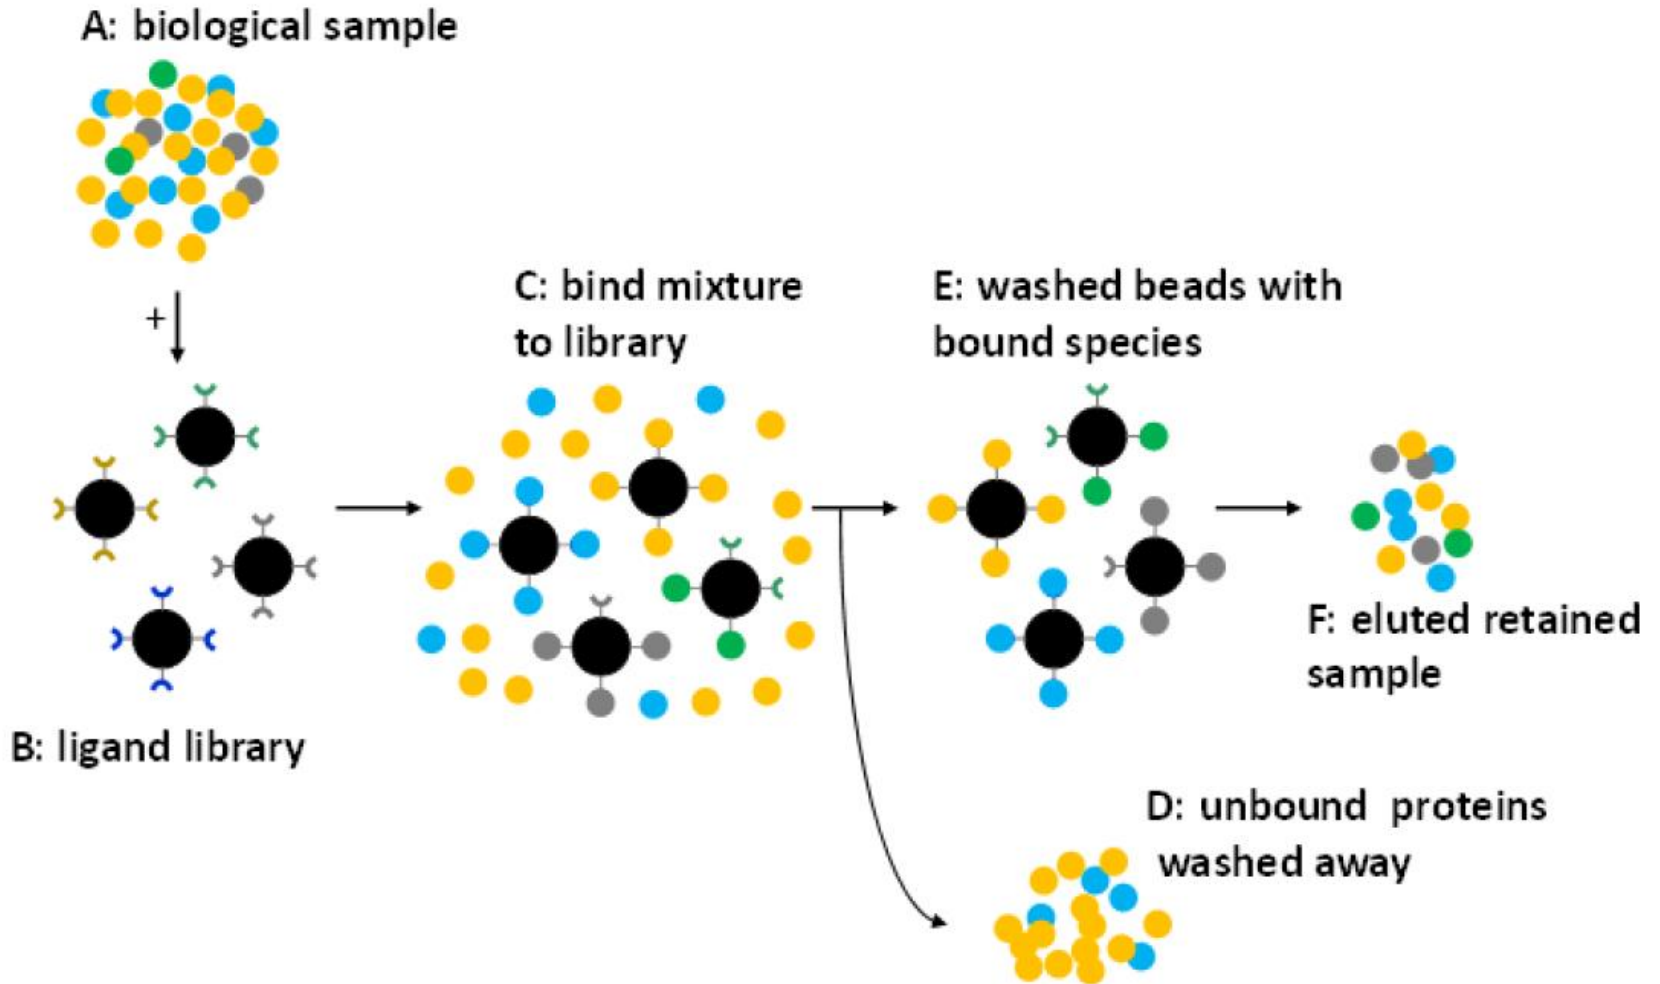 A: biological sample
+
B: ligand library
C: bind mixture
to library
E: washed beads with
bound species
F: eluted retained
sample
D: unbound proteins
washed away